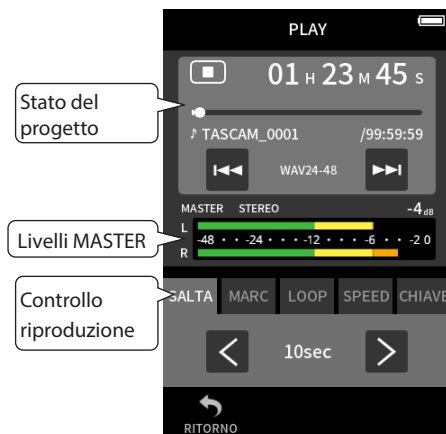 PLAY
01 H 23 M 45 S
Stato del
progetto
♪ TASCAM_0001 /99:59:59
WAV24-48
MASTER STEREO -4dB
L
Livelli MASTER
-48 · · -24 · · · -12 · · · -6 · · -2 0
R
Controllo
riproduzione
SALTA MARC LOOP SPEED CHIAVE
10sec
RITORNO